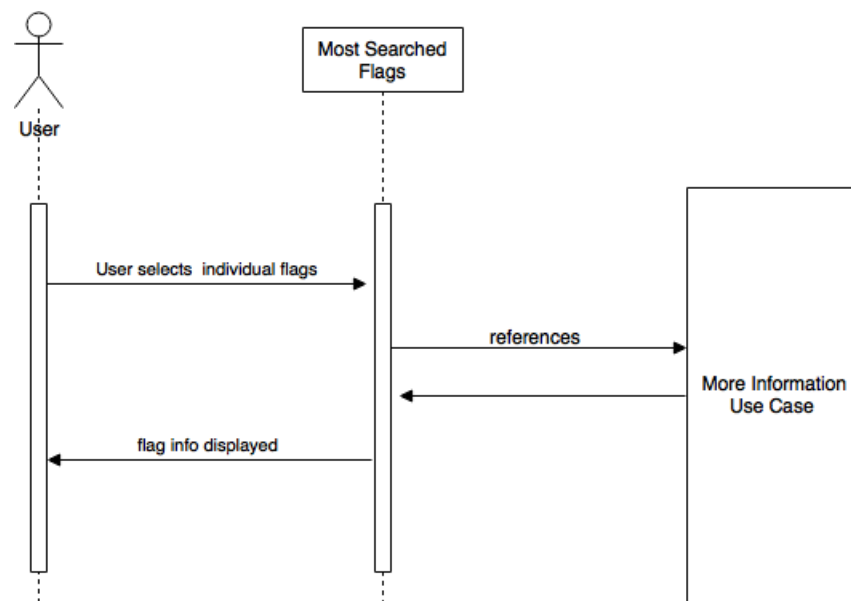 Most Searched
Flags
User
User selects  individual flags
references
More Information
Use Case
flag info displayed